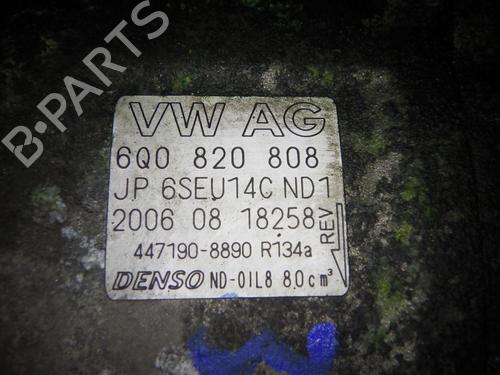 B-PARTS
VW AG
6Q0 820 808
JP 6SEU14C ND1
2006 08 18258
REV
447190-8890 R134a
DENSO ND-OIL8 80cm³